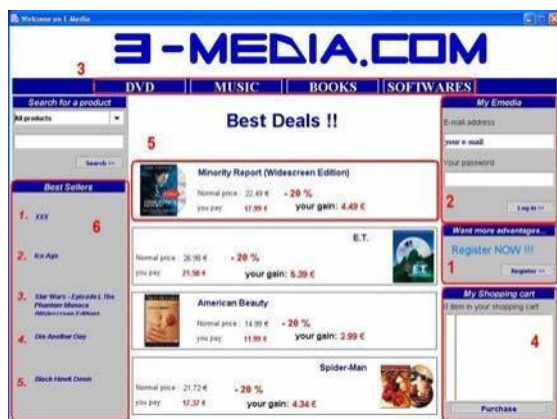 Welcome on E-Media
3-MEDIA.COM
3
DVD MUSIC BOOKS SOFTWARES
Search for a product
All products
Search >>
Best Sellers
6
1. XXX
2. Ice Age
3. Star Wars - Episode I, The
Phantom Menace
(Widescreen Edition)
4. Die Another Day
5. Black Hawk Down
Best Deals !!
5
Minority Report (Widescreen Edition)
Normal price : 22.49 € - 20 %
you pay: 17.99 € your gain: 4.49 €
E.T.
Normal price : 26.98 € - 20 %
you pay: 21.58 € your gain: 5.39 €
American Beauty
Normal price : 14.99 € - 20 %
you pay: 11.99 € your gain: 2.99 €
Spider-Man
Normal price : 21.72 € - 20 %
you pay: 17.37 € your gain: 4.34 €
My Emedia
E-mail address
your e-mail
Your password
2
Log in >>
Want more advantages...
Register NOW !!!
1
Register >>
My Shopping cart
0 item in your shopping cart
4
Purchase